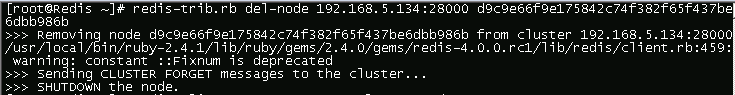 [root@Redis ~]# redis-trib.rb del-node 192.168.5.134:28000 d9c9e66f9e175842c74f382f65f437be
6dbb986b
>>> Removing node d9c9e66f9e175842c74f382f65f437be6dbb986b from cluster 192.168.5.134:28000
/usr/local/bin/ruby-2.4.1/lib/ruby/gems/2.4.0/gems/redis-4.0.0.rc1/lib/redis/client.rb:459:
 warning: constant ::Fixnum is deprecated
>>> Sending CLUSTER FORGET messages to the cluster...
>>> SHUTDOWN the node.